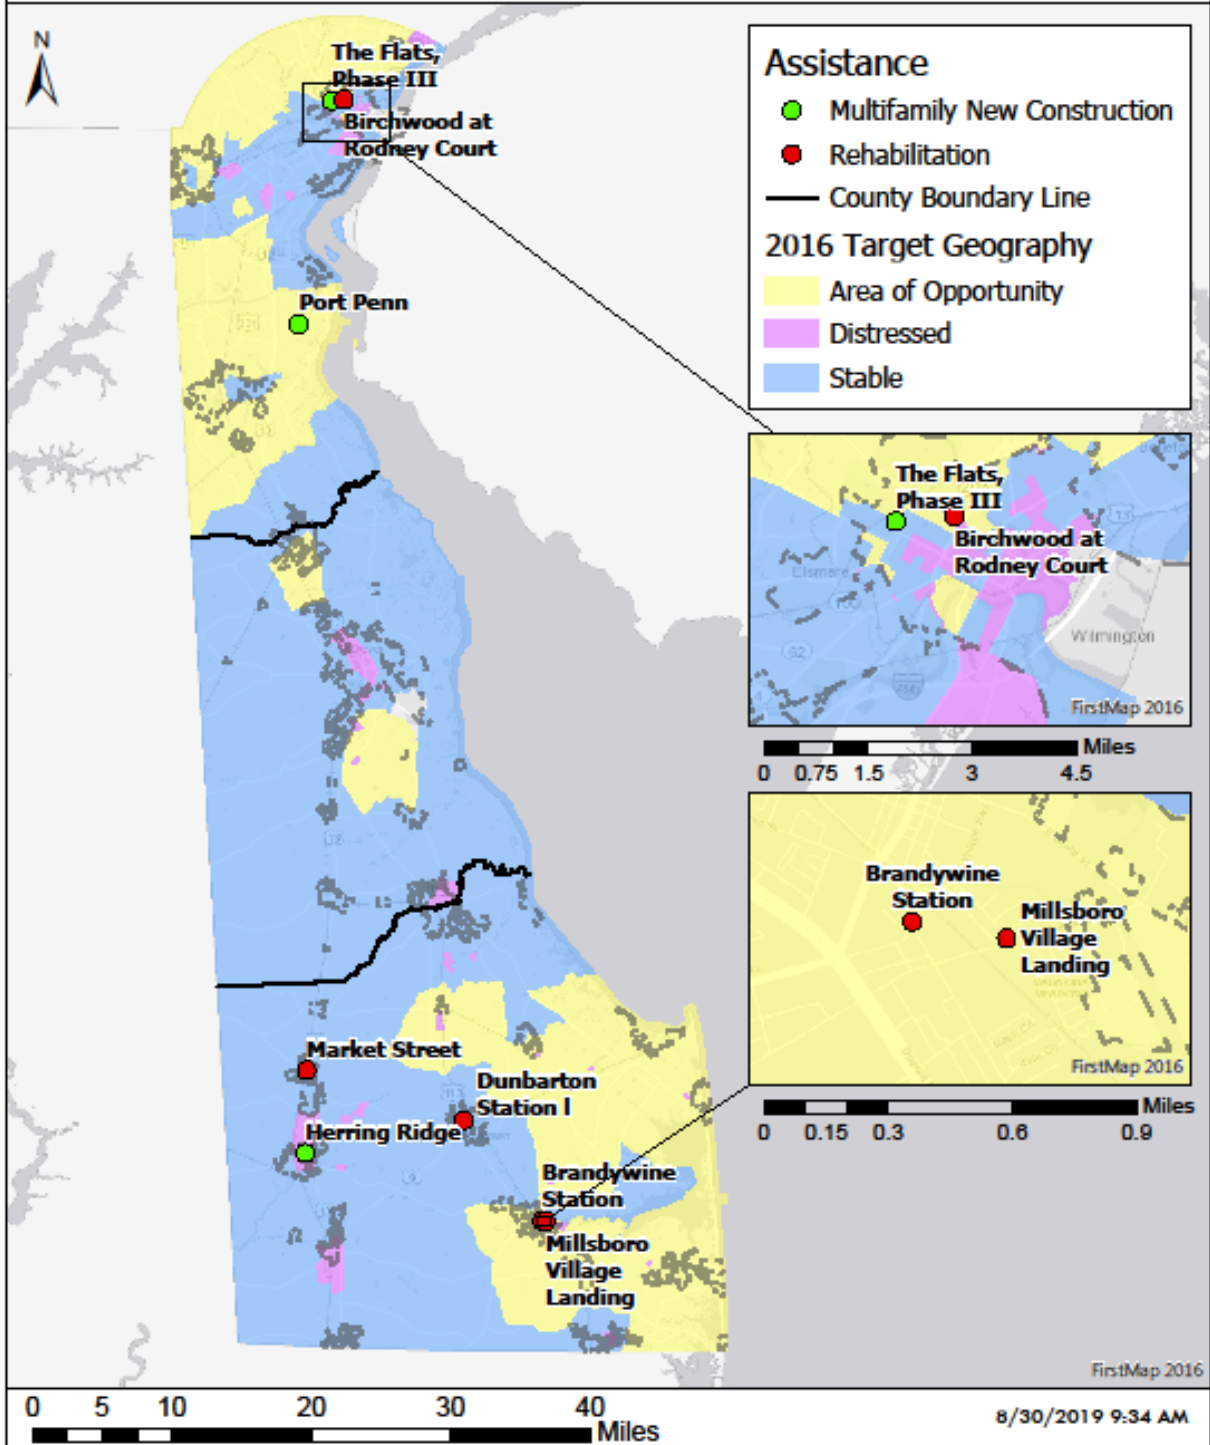 N
The Flats,
Phase III
Birchwood at
Rodney Court
Port Penn
Market Street
Dunbarton
Station I
Herring Ridge
Brandywine
Station
Millsboro
Village
Landing
Assistance
Multifamily New Construction
Rehabilitation
County Boundary Line
2016 Target Geography
Area of Opportunity
Distressed
Stable
The Flats,
Phase III
Birchwood at
Rodney Court
Elsmere
Wilmington
FirstMap 2016
Miles
0 0.75 1.5 3 4.5
Brandywine
Station
Millsboro
Village
Landing
FirstMap 2016
Miles
0 0.15 0.3 0.6 0.9
FirstMap 2016
0 5 10 20 30 40
Miles
8/30/2019 9:34 AM